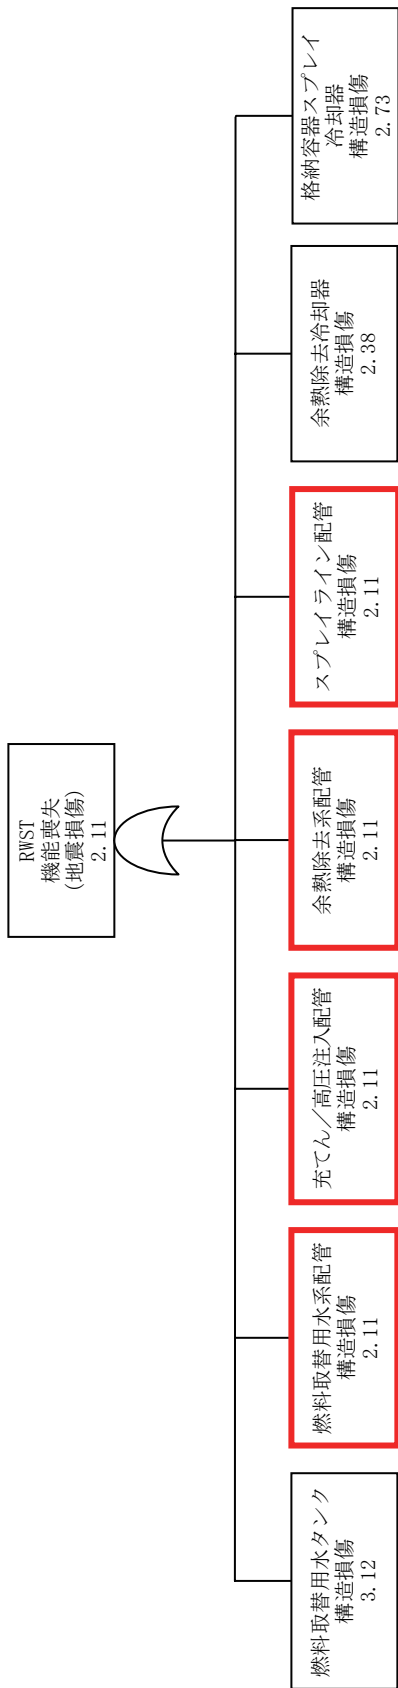 RWST
機能喪失
(地震損傷)
2.11
燃料取替用水タンク
構造損傷
3.12
燃料取替用水系配管
構造損傷
2.11
充てん／高圧注入配管
構造損傷
2.11
余熱除去系配管
構造損傷
2.11
スプレイライン配管
構造損傷
2.11
余熱除去冷却器
構造損傷
2.38
格納容器スプレイ
冷却器
構造損傷
2.73